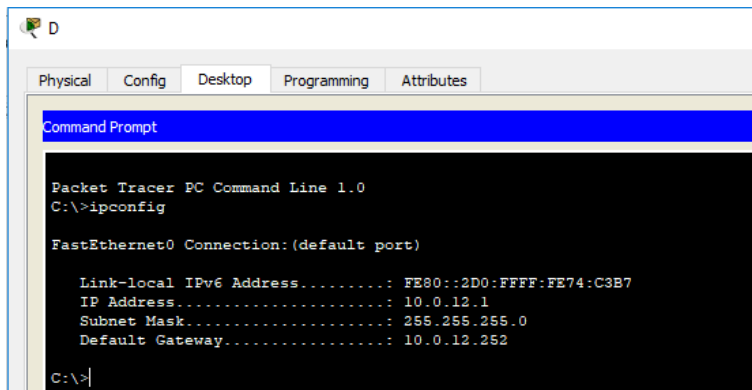 D
Physical Config Desktop Programming Attributes
Command Prompt
Packet Tracer PC Command Line 1.0
C:\>ipconfig
FastEthernet0 Connection:(default port)
Link-local IPv6 Address.........: FE80::2D0:FFFF:FE74:C3B7
IP Address......................: 10.0.12.1
Subnet Mask.....................: 255.255.255.0
Default Gateway.................: 10.0.12.252
C:\>